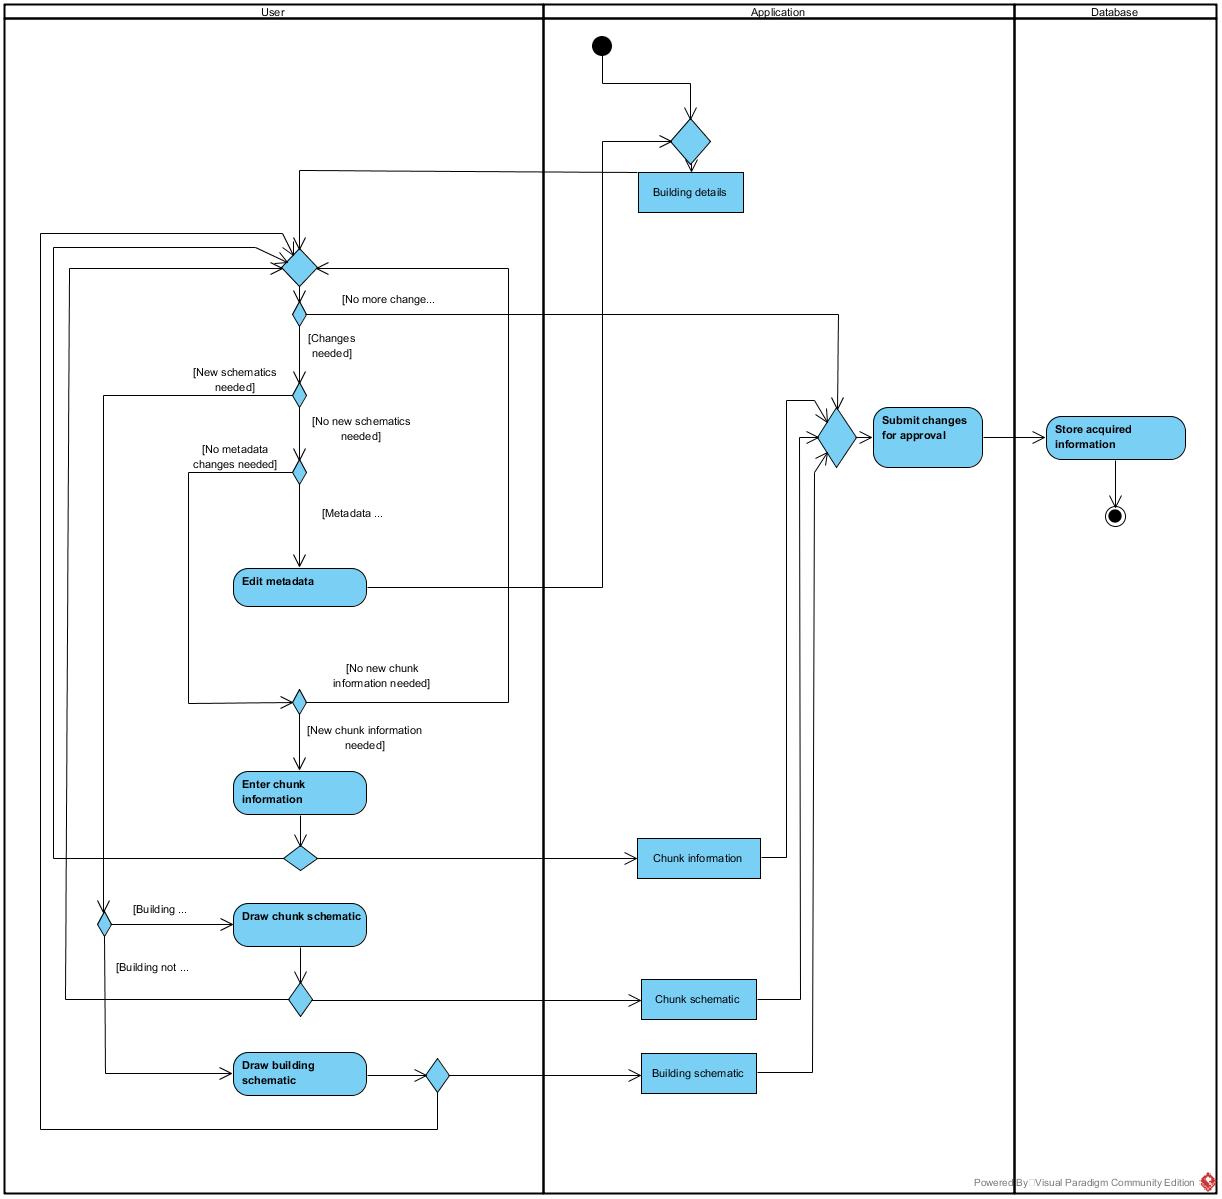 User
Application
Database
Building details
[No more change...
[Changes
needed]
[New schematics
needed]
[No new schematics
needed]
Submit changes
for approval
Store acquired
information
[No metadata
changes needed]
[Metadata ...
Edit metadata
[No new chunk
information needed]
[New chunk information
needed]
Enter chunk
information
Chunk information
[Building ...
Draw chunk schematic
[Building not ...
Chunk schematic
Draw building
schematic
Building schematic
Powered By Visual Paradigm Community Edition